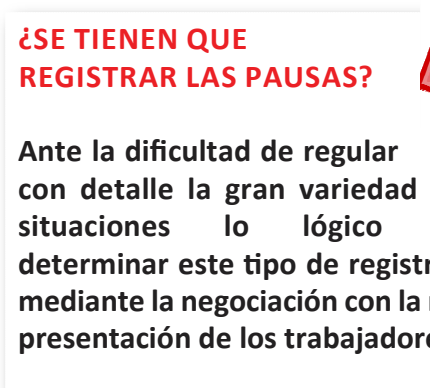 ¿SE TIENEN QUE
REGISTRAR LAS PAUSAS?
Ante la dificultad de regular
con detalle la gran variedad
situaciones lo lógico
determinar este tipo de registr
mediante la negociación con la
presentación de los trabajador